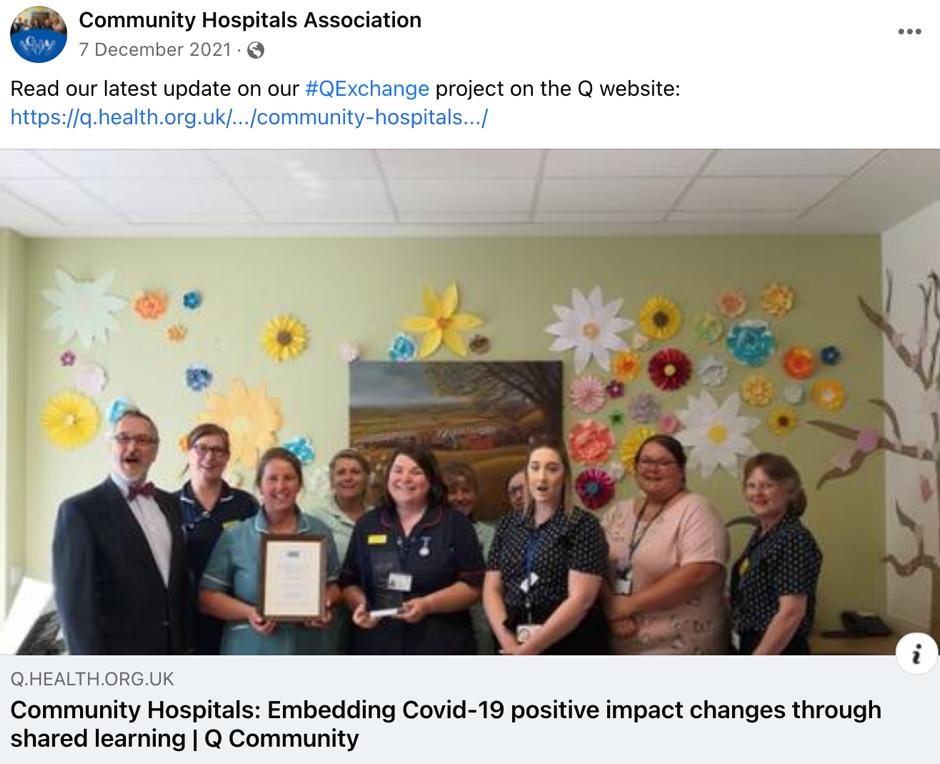 Community Hospitals Association
7 December 2021 ·
Read our latest update on our #QExchange project on the Q website:
https://q.health.org.uk/.../community-hospitals.../
Q.HEALTH.ORG.UK
Community Hospitals: Embedding Covid-19 positive impact changes through
shared learning | Q Community